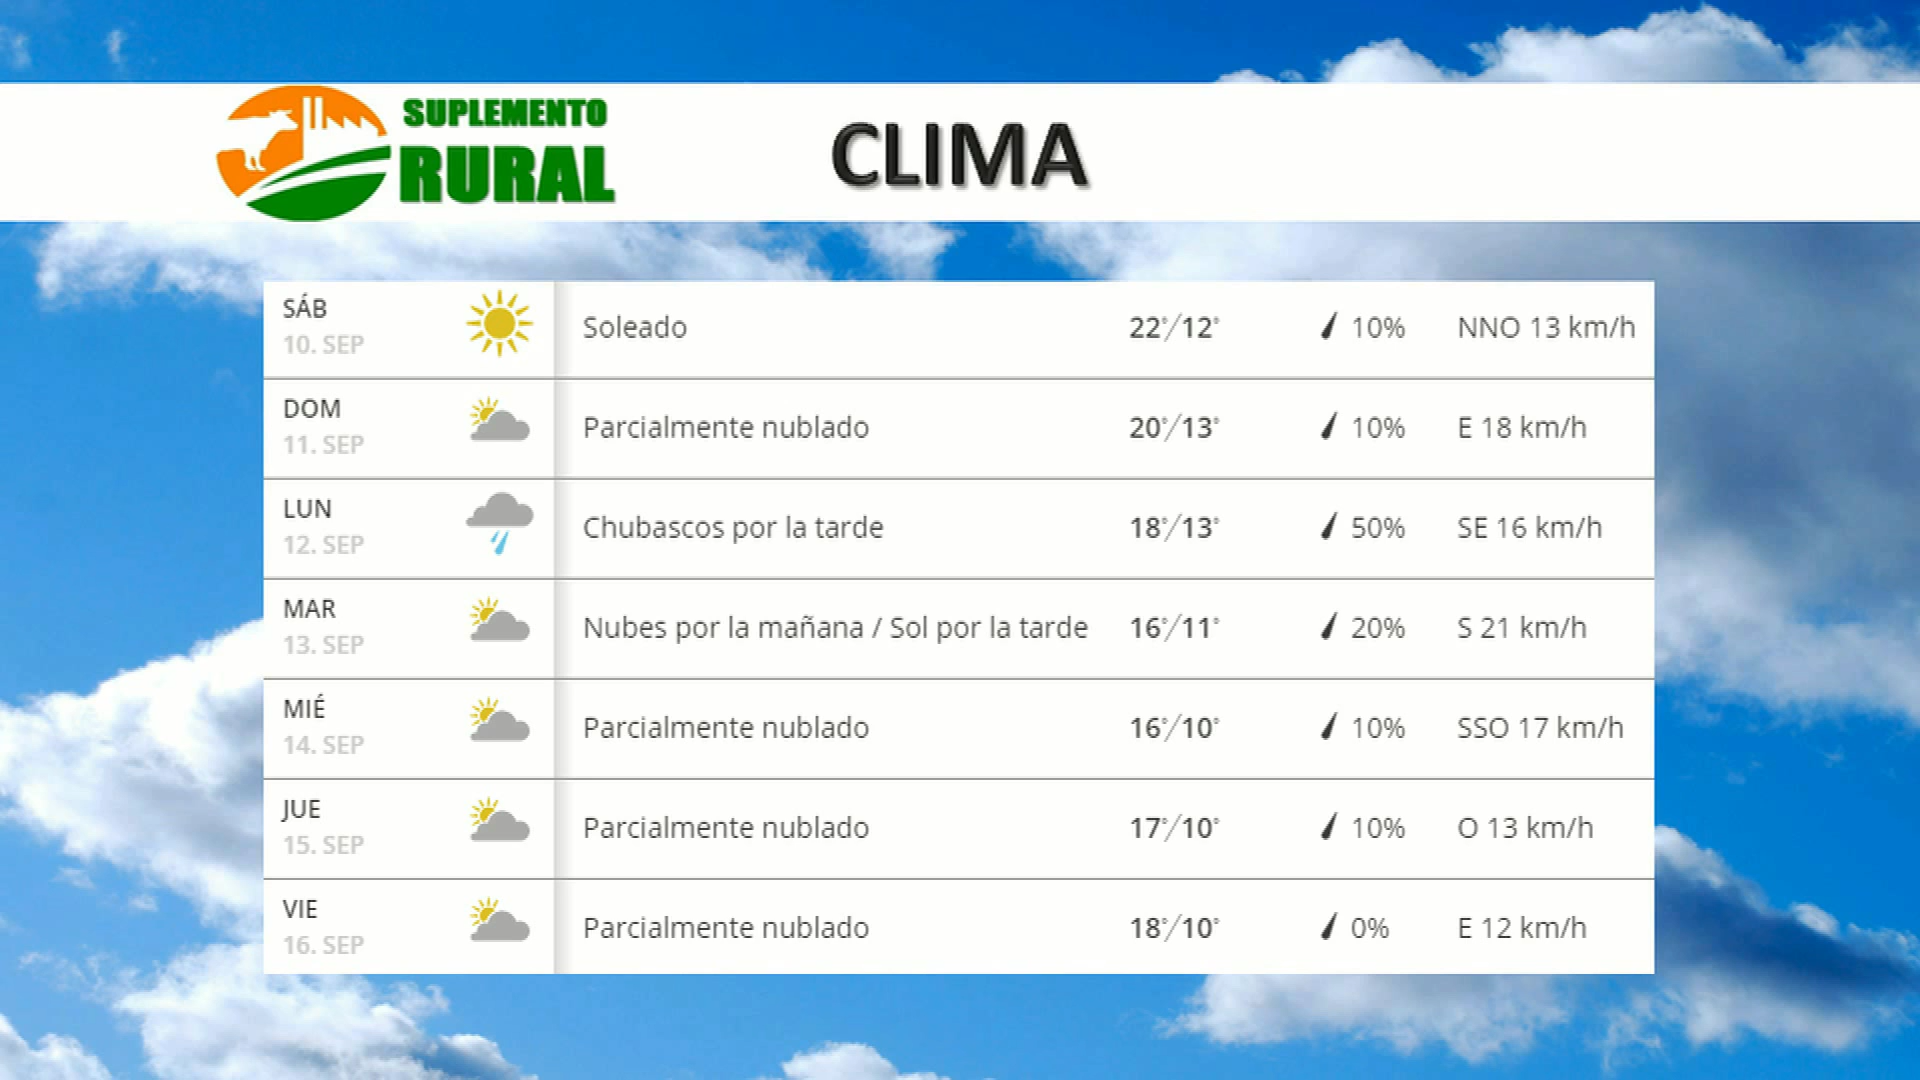 SUPLEMENTO
RURAL
CLIMA
SÁB
10. SEP
Soleado 22°/12° 10% NNO 13 km/h
DOM
11. SEP
Parcialmente nublado 20°/13° 10% E 18 km/h
LUN
12. SEP
Chubascos por la tarde 18°/13° 50% SE 16 km/h
MAR
13. SEP
Nubes por la mañana / Sol por la tarde 16°/11° 20% S 21 km/h
MIÉ
14. SEP
Parcialmente nublado 16°/10° 10% SSO 17 km/h
JUE
15. SEP
Parcialmente nublado 17°/10° 10% O 13 km/h
VIE
16. SEP
Parcialmente nublado 18°/10° 0% E 12 km/h